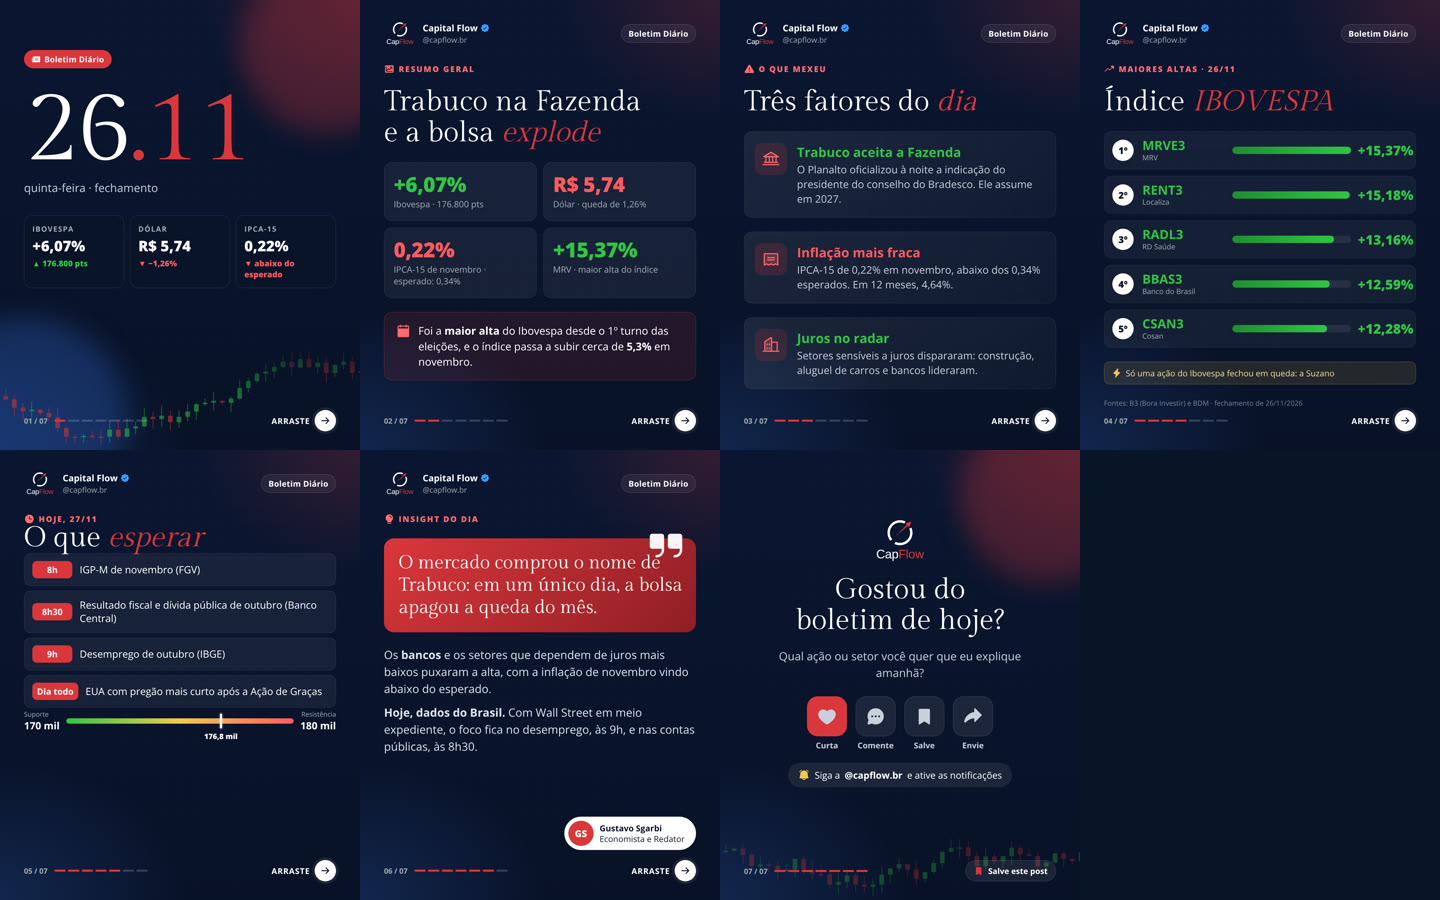 Boletim Diário
26.11
quinta-feira · fechamento
IBOVESPA
+6,07%
▲ 176.800 pts
DÓLAR
R$ 5,74
▼ −1,26%
IPCA-15
0,22%
▼ abaixo do
esperado
01 / 07
ARRASTE
CapFlow
Capital Flow
@capflow.br
Boletim Diário
RESUMO GERAL
Trabuco na Fazenda
e a bolsa explode
+6,07%
Ibovespa · 176.800 pts
R$ 5,74
Dólar · queda de 1,26%
0,22%
IPCA-15 de novembro ·
esperado: 0,34%
+15,37%
MRV · maior alta do índice
Foi a maior alta do Ibovespa desde o 1º turno das
eleições, e o índice passa a subir cerca de 5,3% em
novembro.
02 / 07
ARRASTE
CapFlow
Capital Flow
@capflow.br
Boletim Diário
O QUE MEXEU
Três fatores do dia
Trabuco aceita a Fazenda
O Planalto oficializou à noite a indicação do
presidente do conselho do Bradesco. Ele assume
em 2027.
Inflação mais fraca
IPCA-15 de 0,22% em novembro, abaixo dos 0,34%
esperados. Em 12 meses, 4,64%.
Juros no radar
Setores sensíveis a juros dispararam: construção,
aluguel de carros e bancos lideraram.
03 / 07
ARRASTE
CapFlow
Capital Flow
@capflow.br
Boletim Diário
MAIORES ALTAS · 26/11
Índice IBOVESPA
1º
MRVE3
MRV
+15,37%
2º
RENT3
Localiza
+15,18%
3º
RADL3
RD Saúde
+13,16%
4º
BBAS3
Banco do Brasil
+12,59%
5º
CSAN3
Cosan
+12,28%
Só uma ação do Ibovespa fechou em queda: a Suzano
Fontes: B3 (Bora Investir) e BDM · fechamento de 26/11/2026
04 / 07
ARRASTE
CapFlow
Capital Flow
@capflow.br
Boletim Diário
HOJE, 27/11
O que esperar
8h
IGP-M de novembro (FGV)
8h30
Resultado fiscal e dívida pública de outubro (Banco
Central)
9h
Desemprego de outubro (IBGE)
Dia todo
EUA com pregão mais curto após a Ação de Graças
Suporte
170 mil
176,8 mil
Resistência
180 mil
05 / 07
ARRASTE
CapFlow
Capital Flow
@capflow.br
Boletim Diário
INSIGHT DO DIA
O mercado comprou o nome de
Trabuco: em um único dia, a bolsa
apagou a queda do mês.
Os bancos e os setores que dependem de juros mais
baixos puxaram a alta, com a inflação de novembro vindo
abaixo do esperado.
Hoje, dados do Brasil. Com Wall Street em meio
expediente, o foco fica no desemprego, às 9h, e nas contas
públicas, às 8h30.
GS
Gustavo Sgarbi
Economista e Redator
06 / 07
ARRASTE
CapFlow
Gostou do
boletim de hoje?
Qual ação ou setor você quer que eu explique
amanhã?
Curta
Comente
Salve
Envie
Siga a @capflow.br e ative as notificações
07 / 07
Salve este post